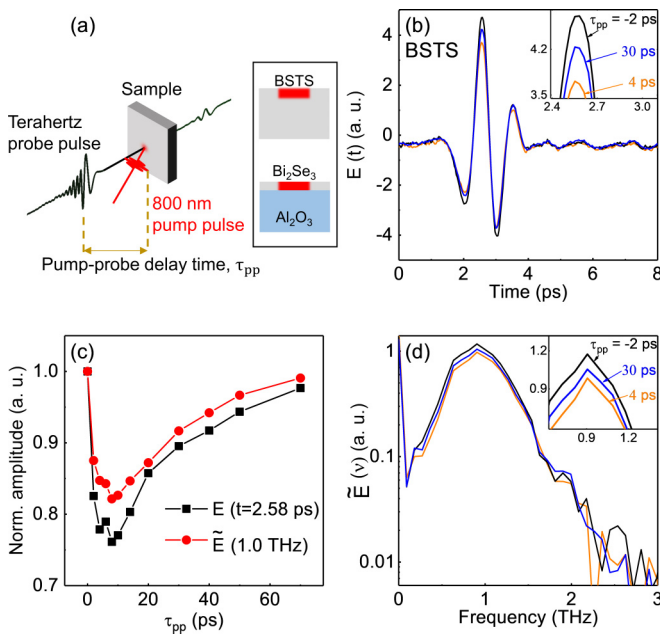 (a)
Sample
Terahertz
probe pulse
800 nm
pump pulse
Pump-probe delay time, τpp
BSTS
Bi2Se3
Al2O3
(b)
BSTS
E (t) (a. u.)
4
2
0
-2
-4
0 2 4 6 8
Time (ps)
τpp = -2 ps
30 ps
4 ps
4.2
3.5
2.4 2.7 3.0
(c)
Norm. amplitude (a. u.)
1.0
0.9
0.8
0.7
0 20 40 60
τpp (ps)
E (t=2.58 ps)
Ẽ (1.0 THz)
(d)
Ẽ (ν) (a. u.)
1
0.1
0.01
0 1 2 3
Frequency (THz)
τpp = -2 ps
30 ps
4 ps
1.2
0.9
0.9 1.2